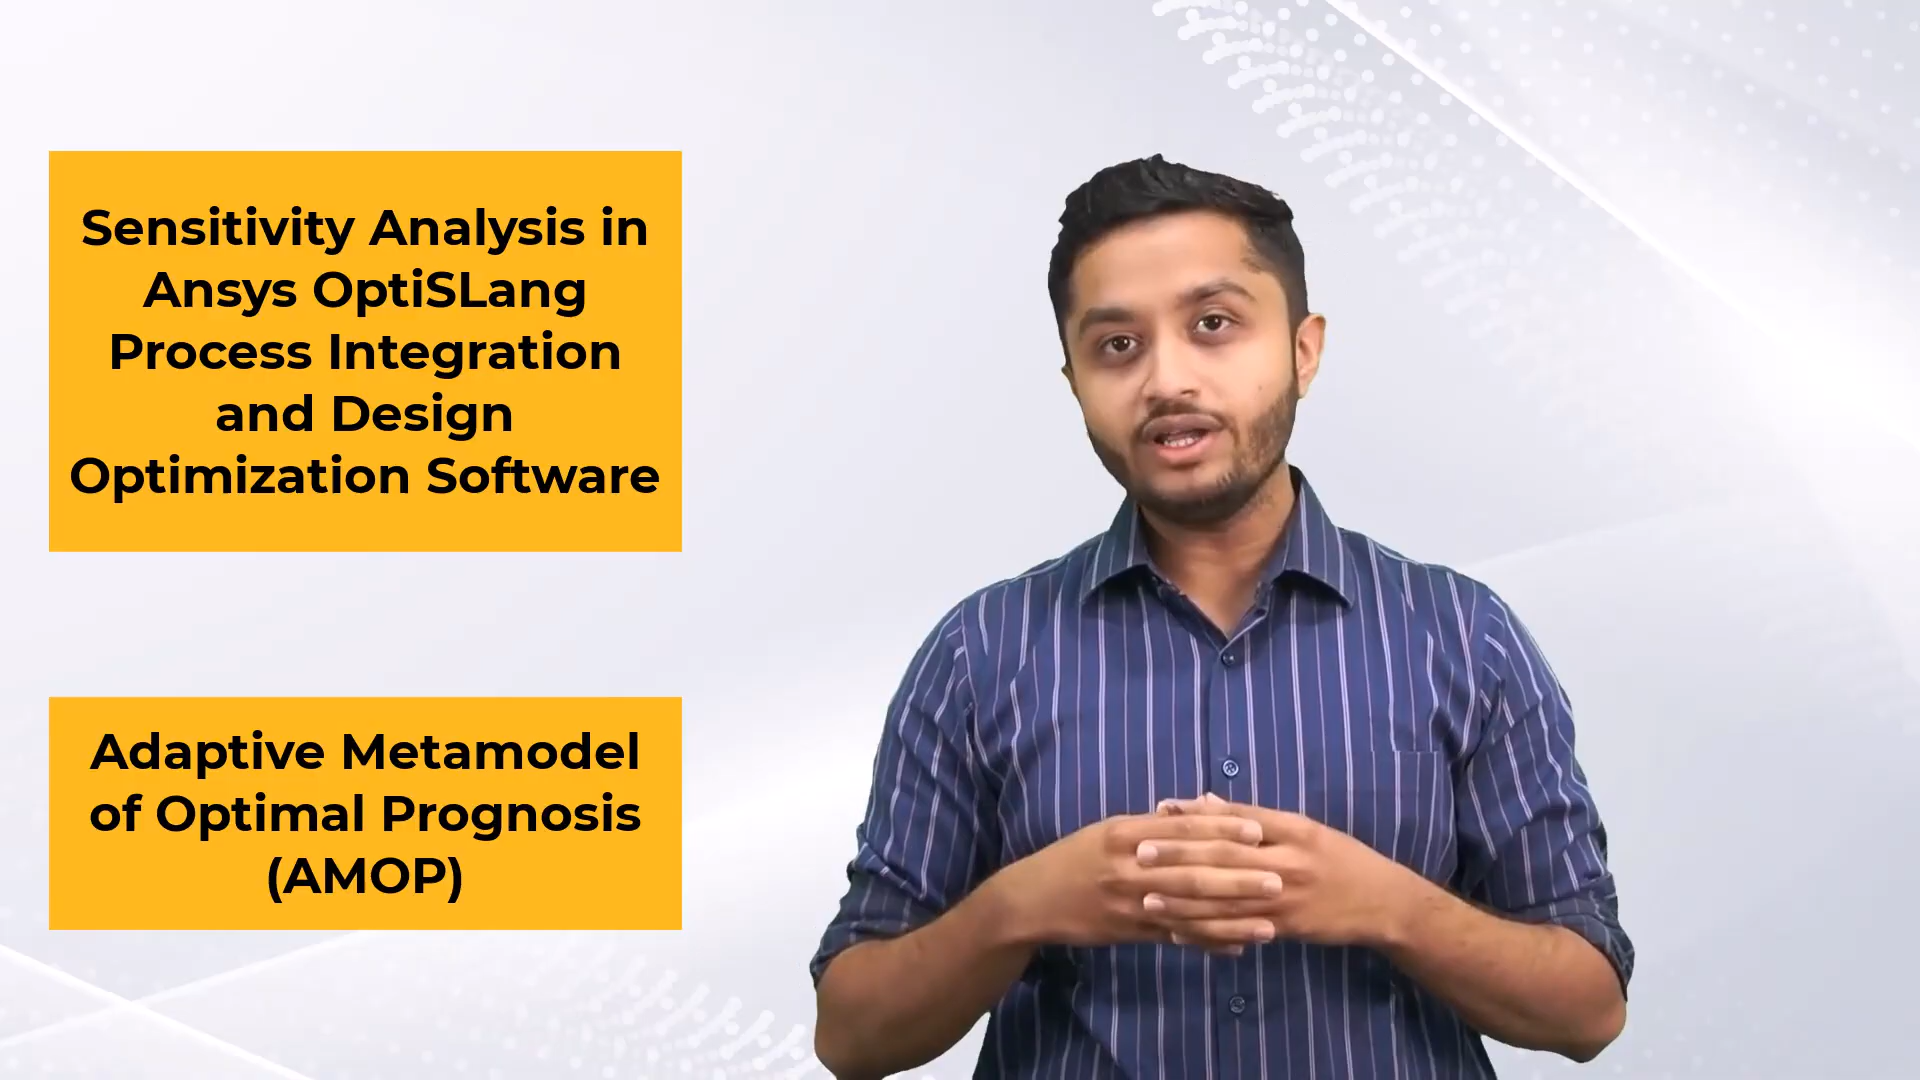 Sensitivity Analysis in
Ansys OptiSLang
Process Integration
and Design
Optimization Software
Adaptive Metamodel
of Optimal Prognosis
(AMOP)